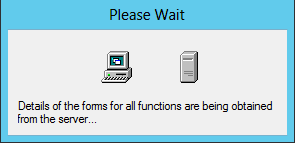 Please Wait
Details of the forms for all functions are being obtained
from the server...